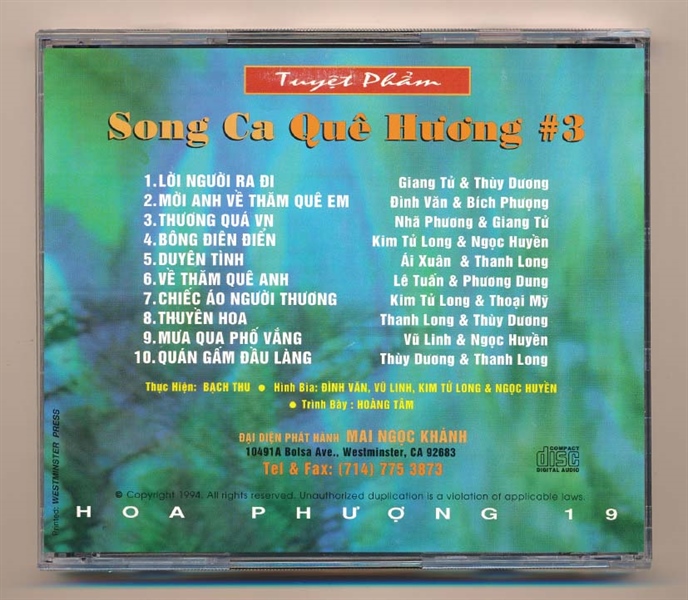 Tuyệt Phẩm
Song Ca Quê Hương #3
1. LỜI NGƯỜI RA ĐI Giang Tử & Thùy Dương
2. MỜI ANH VỀ THĂM QUÊ EM Đình Văn & Bích Phượng
3. THƯƠNG QUÁ VN Nhã Phương & Giang Tử
4. BÔNG ĐIÊN ĐIỂN Kim Tử Long & Ngọc Huyền
5. DUYÊN TÌNH Ái Xuân & Thanh Long
6. VỀ THĂM QUÊ ANH Lê Tuấn & Phương Dung
7. CHIẾC ÁO NGƯỜI THƯƠNG Kim Tử Long & Thoại Mỹ
8. THUYỀN HOA Thanh Long & Thùy Dương
9. MƯA QUA PHỐ VẮNG Vũ Linh & Ngọc Huyền
10. QUÁN GẤM ĐẦU LÀNG Thùy Dương & Thanh Long
Thực Hiện: BẠCH THU ● Hình Bìa: ĐÌNH VĂN, VŨ LINH, KIM TỬ LONG & NGỌC HUYỀN
● Trình Bày : HOÀNG TÂM
ĐẠI DIỆN PHÁT HÀNH MAI NGỌC KHÁNH
10491A Bolsa Ave., Westminster, CA 92683
Tel & Fax: (714) 775 3873
COMPACT
disc
DIGITAL AUDIO
© Copyright 1994. All rights reserved. Unauthorized duplication is a violation of applicable laws.
HOA PHƯỢNG 19
Printed: WESTMINSTER PRESS